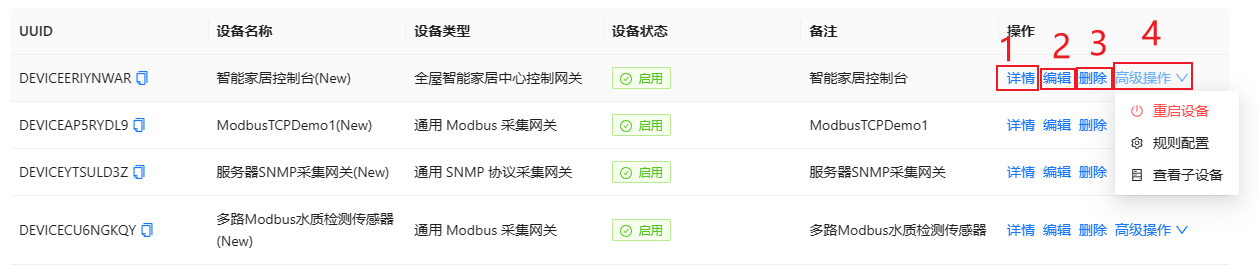 UUID 设备名称 设备类型 设备状态 备注 操作
1 2 3 4
DEVICEERIYNWAR 智能家居控制台(New) 全屋智能家居中心控制网关 启用 智能家居控制台 详情 编辑 删除 高级操作
重启设备
DEVICEAP5RYDL9 ModbusTCPDemo1(New) 通用 Modbus 采集网关 启用 ModbusTCPDemo1 详情 编辑 删除
规则配置
DEVICEYTSULD3Z 服务器SNMP采集网关(New) 通用 SNMP 协议采集网关 启用 服务器SNMP采集网关 详情 编辑 删除
查看子设备
DEVICECU6NGKQY 多路Modbus水质检测传感器
(New) 通用 Modbus 采集网关 启用 多路Modbus水质检测传感器 详情 编辑 删除 高级操作